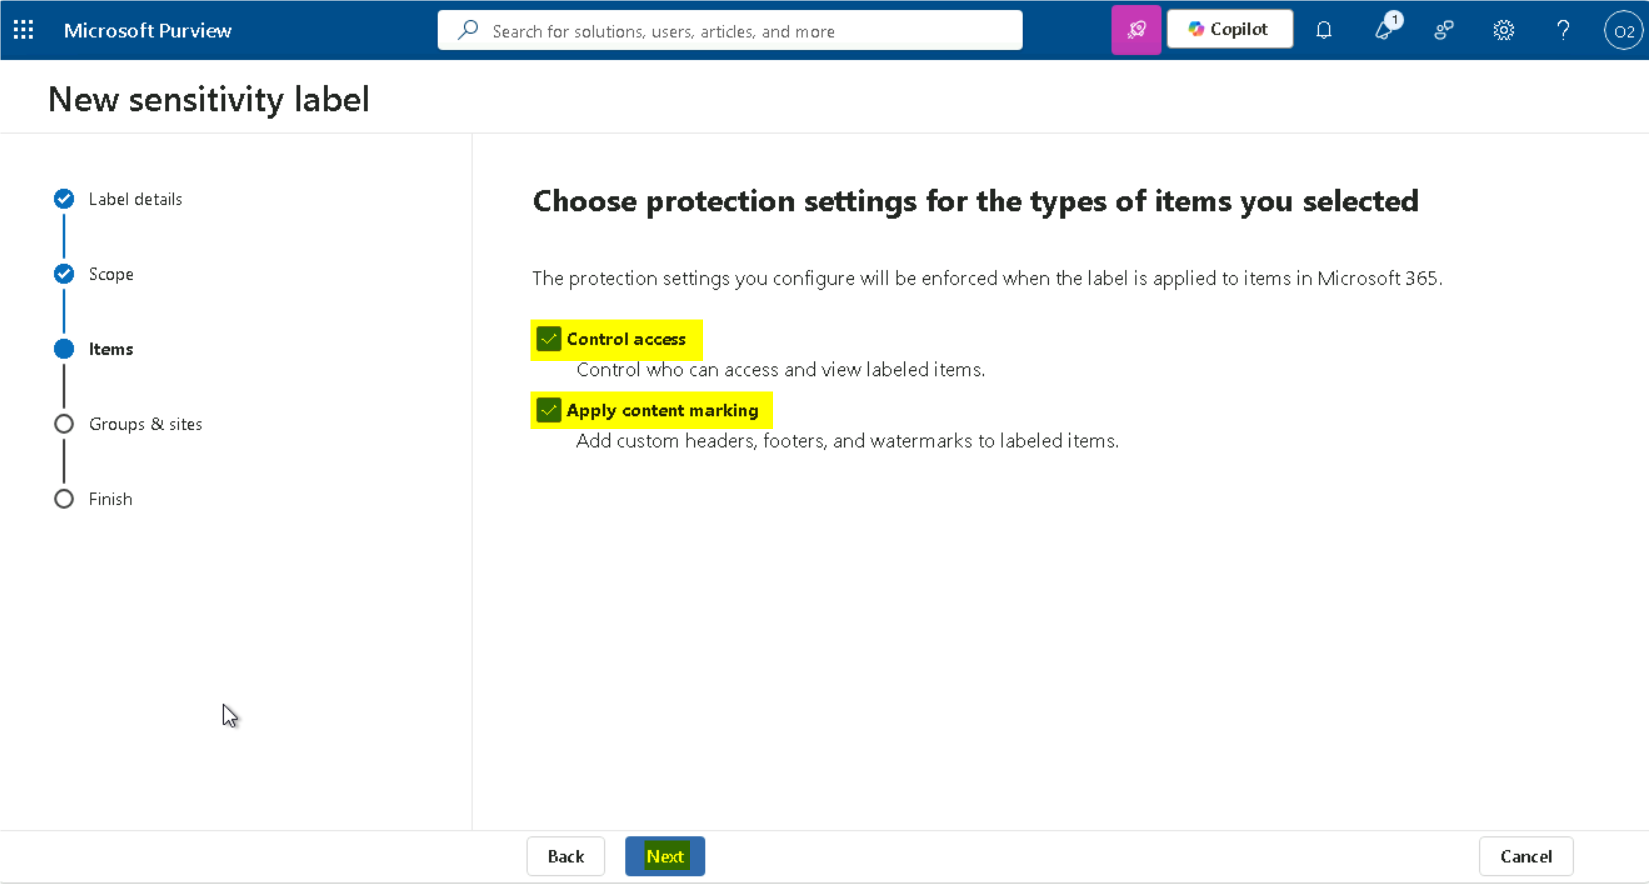 Microsoft Purview
Search for solutions, users, articles, and more
Copilot
1
O2
New sensitivity label
Label details
Scope
Items
Groups & sites
Finish
Choose protection settings for the types of items you selected
The protection settings you configure will be enforced when the label is applied to items in Microsoft 365.
Control access
Control who can access and view labeled items.
Apply content marking
Add custom headers, footers, and watermarks to labeled items.
Back
Next
Cancel